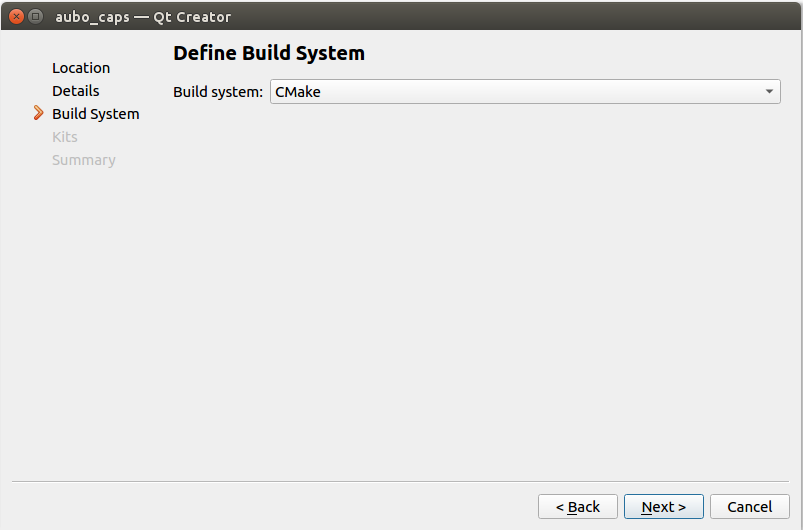 aubo_caps — Qt Creator
Location
Details
Build System
Kits
Summary
Define Build System
Build system: CMake
< Back Next > Cancel